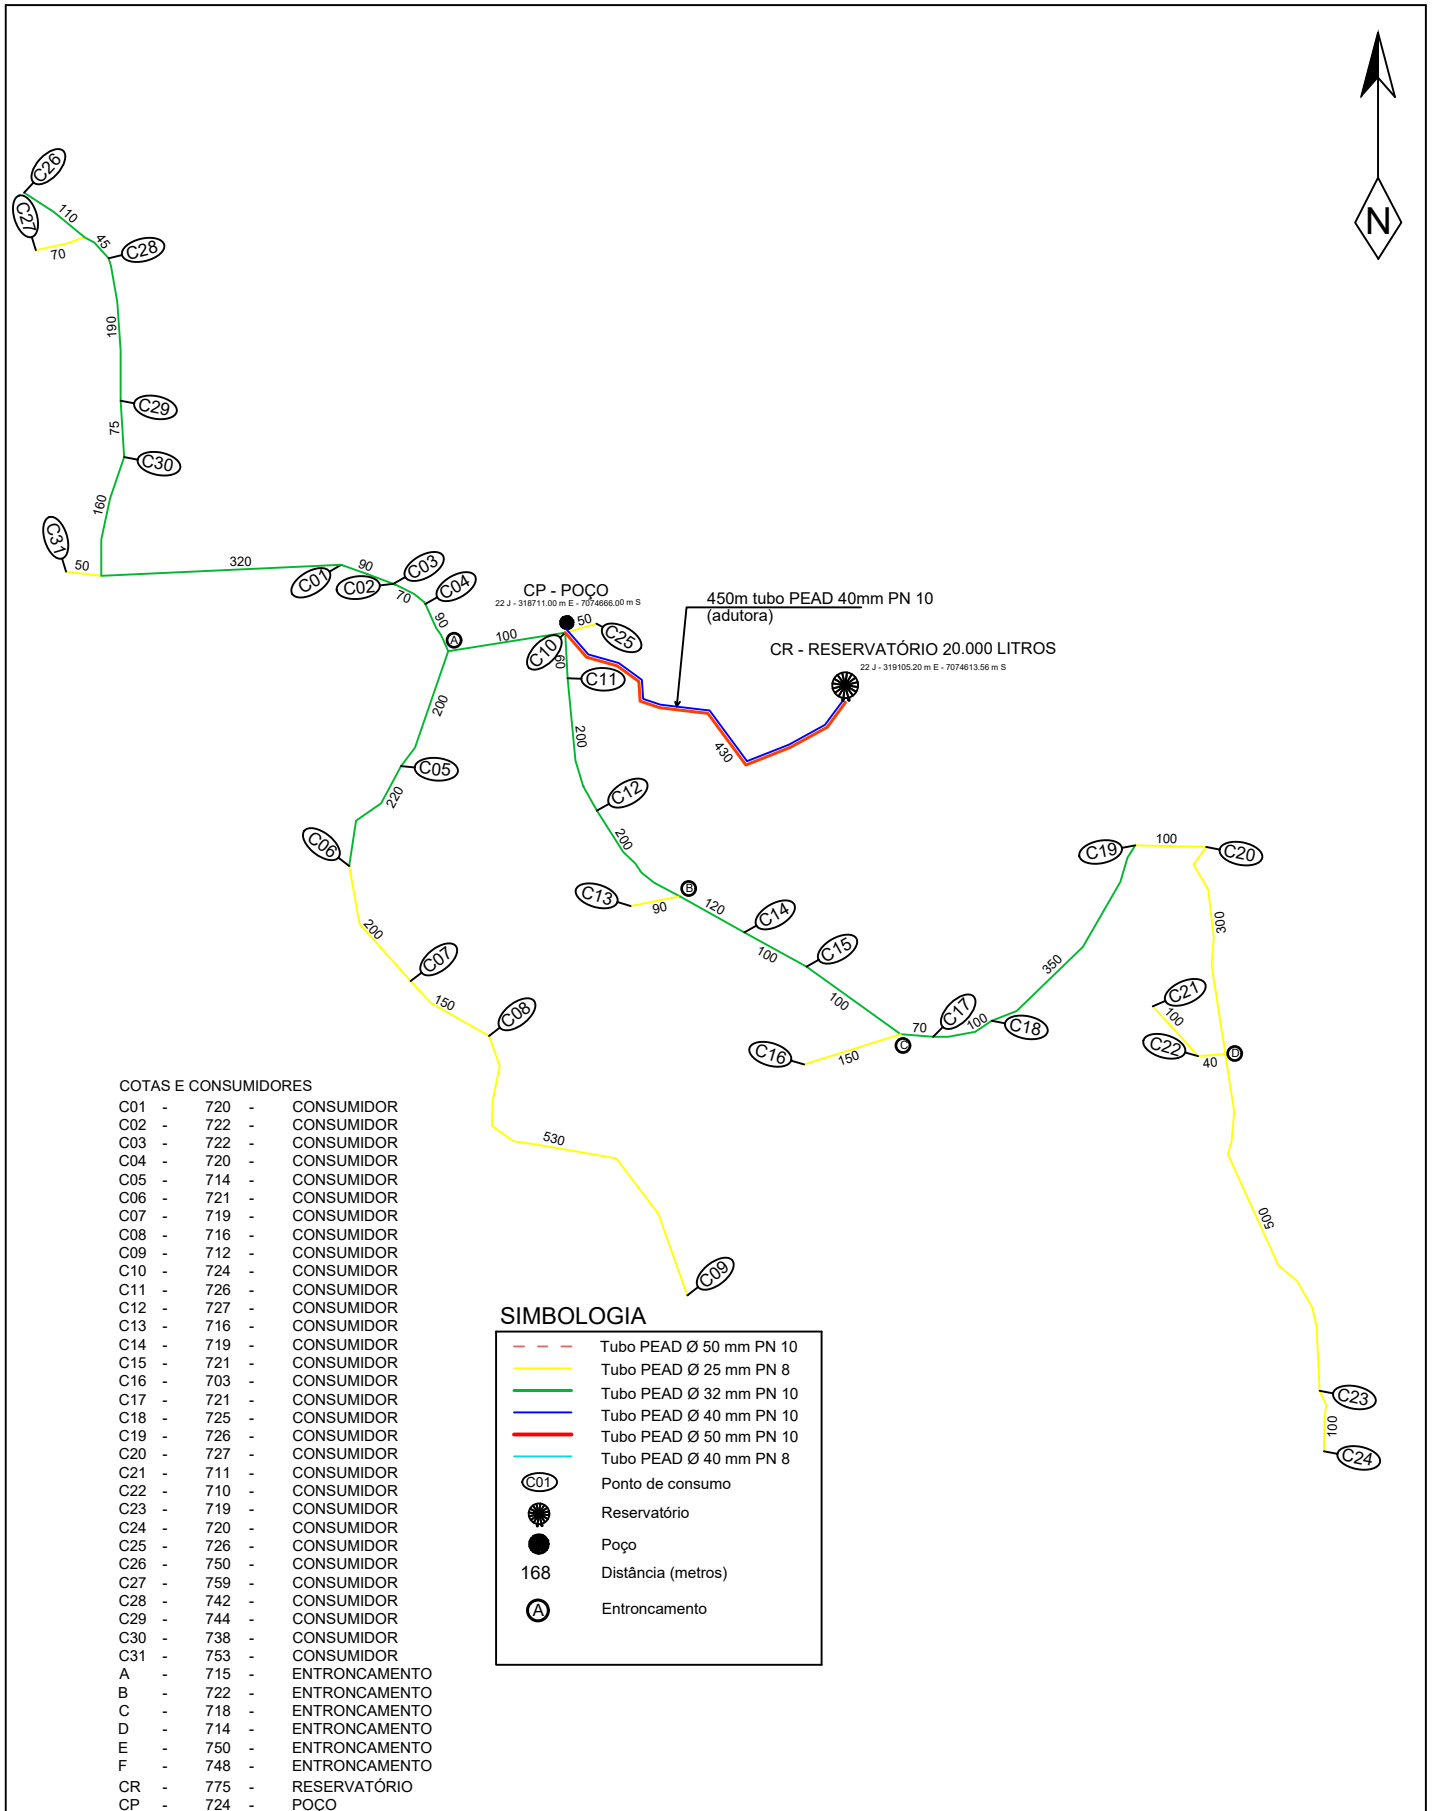 N
C26
C27
110
45
C28
70
190
C29
75
C30
160
C31
50
320
C01
90
C02
C03
70
C04
90
A
100
CP - POÇO
22 J - 318711.00 m E - 7074666.00 m S
50
C25
C10
60
C11
450m tubo PEAD 40mm PN 10
(adutora)
CR - RESERVATÓRIO 20.000 LITROS
22 J - 319105.20 m E - 7074613.56 m S
430
200
C05
220
C06
200
C07
150
C08
530
C09
200
C12
200
C13
90
B
120
C14
100
C15
100
C16
150
C
70
C17
100
C18
350
C19
100
C20
300
C21
100
C22
40
D
500
C23
100
C24
COTAS E CONSUMIDORES
C01 - 720 - CONSUMIDOR
C02 - 722 - CONSUMIDOR
C03 - 722 - CONSUMIDOR
C04 - 720 - CONSUMIDOR
C05 - 714 - CONSUMIDOR
C06 - 721 - CONSUMIDOR
C07 - 719 - CONSUMIDOR
C08 - 716 - CONSUMIDOR
C09 - 712 - CONSUMIDOR
C10 - 724 - CONSUMIDOR
C11 - 726 - CONSUMIDOR
C12 - 727 - CONSUMIDOR
C13 - 716 - CONSUMIDOR
C14 - 719 - CONSUMIDOR
C15 - 721 - CONSUMIDOR
C16 - 703 - CONSUMIDOR
C17 - 721 - CONSUMIDOR
C18 - 725 - CONSUMIDOR
C19 - 726 - CONSUMIDOR
C20 - 727 - CONSUMIDOR
C21 - 711 - CONSUMIDOR
C22 - 710 - CONSUMIDOR
C23 - 719 - CONSUMIDOR
C24 - 720 - CONSUMIDOR
C25 - 726 - CONSUMIDOR
C26 - 750 - CONSUMIDOR
C27 - 759 - CONSUMIDOR
C28 - 742 - CONSUMIDOR
C29 - 744 - CONSUMIDOR
C30 - 738 - CONSUMIDOR
C31 - 753 - CONSUMIDOR
A - 715 - ENTRONCAMENTO
B - 722 - ENTRONCAMENTO
C - 718 - ENTRONCAMENTO
D - 714 - ENTRONCAMENTO
E - 750 - ENTRONCAMENTO
F - 748 - ENTRONCAMENTO
CR - 775 - RESERVATÓRIO
CP - 724 - POÇO
SIMBOLOGIA
Tubo PEAD Ø 50 mm PN 10
Tubo PEAD Ø 25 mm PN 8
Tubo PEAD Ø 32 mm PN 10
Tubo PEAD Ø 40 mm PN 10
Tubo PEAD Ø 50 mm PN 10
Tubo PEAD Ø 40 mm PN 8
C01 Ponto de consumo
Reservatório
Poço
168 Distância (metros)
A Entroncamento